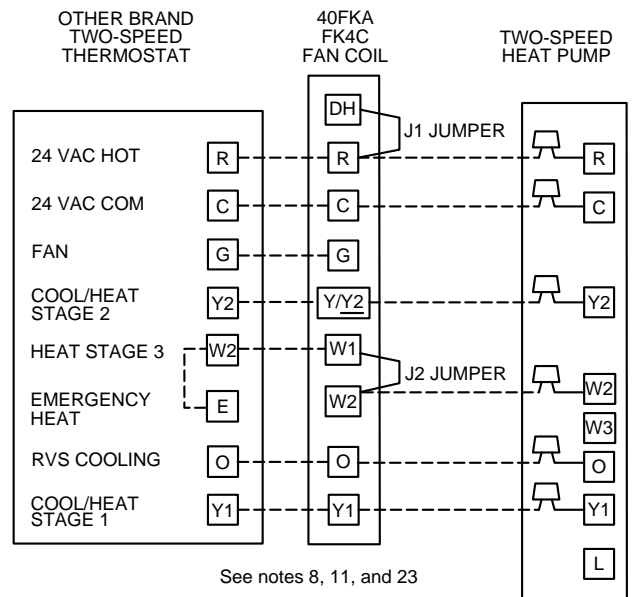 OTHER BRAND
TWO-SPEED
THERMOSTAT
40FKA
FK4C
FAN COIL
TWO-SPEED
HEAT PUMP
DH
J1 JUMPER
24 VAC HOT R R R
24 VAC COM C C C
FAN G G
COOL/HEAT
STAGE 2 Y2 Y/Y2 Y2
HEAT STAGE 3 W2 W1
J2 JUMPER
EMERGENCY
HEAT E W2 W2
W3
RVS COOLING O O O
COOL/HEAT
STAGE 1 Y1 Y1 Y1
L
See notes 8, 11, and 23